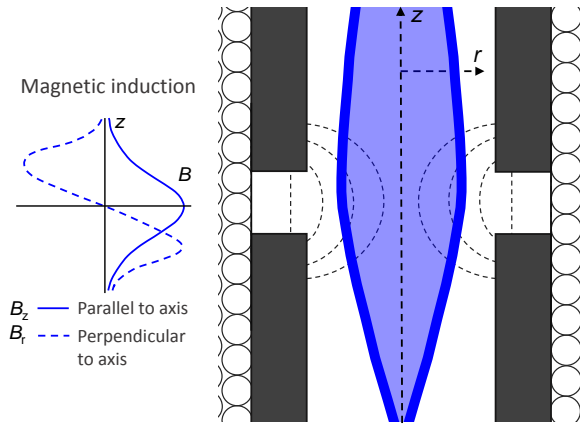 Magnetic induction
z
B
B_z Parallel to axis
B_r Perpendicular
to axis
z
r